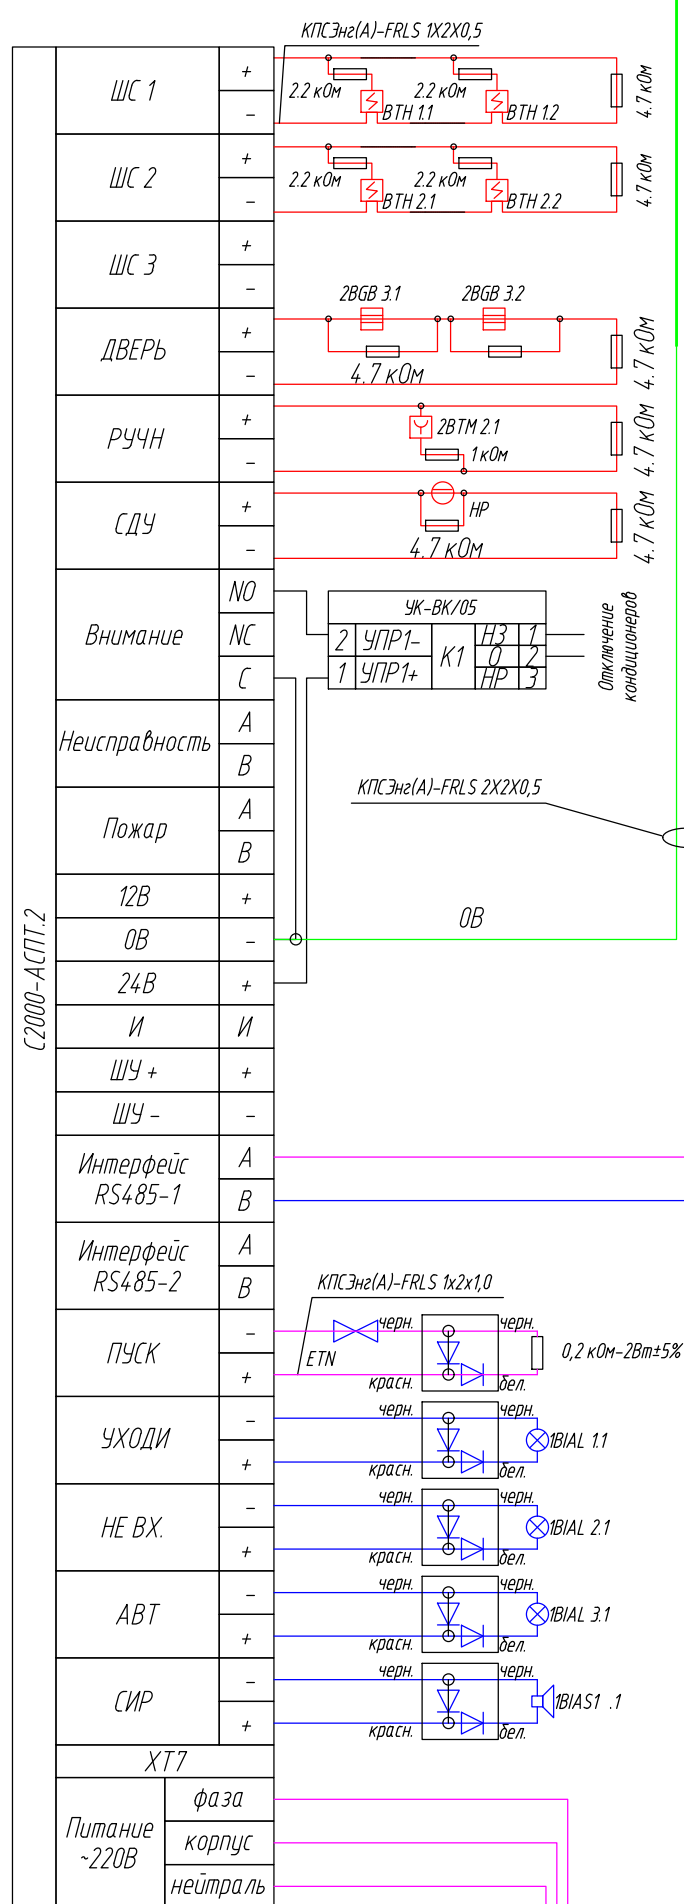 КПСЭнг(А)-FRLS 1Х2Х0,5
ШС 1
+
-
2.2 кОм
ВТН 1.1
2.2 кОм
ВТН 1.2
4.7 кОм
ШС 2
+
-
2.2 кОм
ВТН 2.1
2.2 кОм
ВТН 2.2
4.7 кОм
ШС 3
+
-
ДВЕРЬ
+
-
2BGB 3.1
2BGB 3.2
4.7 кОм
4.7 кОм
РУЧН
+
-
2ВТМ 2.1
1 кОм
4.7 кОм
СДУ
+
-
НР
4.7 кОм
4.7 кОм
Внимание
NO
NC
C
УК-ВК/05
2 УПР1- К1 НЗ 1
О 2
1 УПР1+ НР 3
Отключение
кондиционеров
Неисправность
А
В
КПСЭнг(А)-FRLS 2Х2Х0,5
Пожар
А
В
С2000-АСПТ.2
12В +
0В -
0В
24В +
И И
ШУ + +
ШУ - -
Интерфейс
RS485-1
А
В
Интерфейс
RS485-2
А
В
КПСЭнг(А)-FRLS 1х2х1,0
ПУСК
-
+
ETN
черн.
черн.
красн.
бел.
0,2 кОм-2Вт±5%
УХОДИ
-
+
черн.
черн.
красн.
бел.
1BIAL 1.1
НЕ ВХ.
-
+
черн.
черн.
красн.
бел.
1BIAL 2.1
АВТ
-
+
черн.
черн.
красн.
бел.
1BIAL 3.1
СИР
-
+
черн.
черн.
красн.
бел.
1BIAS1 .1
ХТ7
Питание
~220В
фаза
корпус
нейтраль